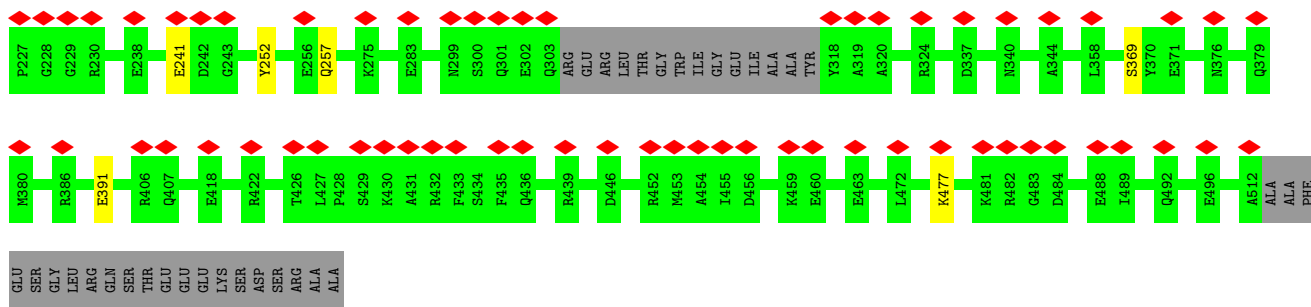 P227 G228 G229 R230 E238 E241 D242 G243 Y252 E256 Q257 K275 E283 N299 S300 Q301 E302 Q303 ARG GLU ARG LEU THR GLY TRP ILE GLY GLU ILE ALA ALA TYR Y318 A319 A320 R324 D337 N340 A344 L358 S369 Y370 E371 N376 Q379
M380 R386 E391 R406 Q407 E418 R422 T426 L427 P428 S429 K430 A431 R432 F433 S434 F435 Q436 R439 D446 R452 M453 A454 I455 D456 K459 E460 E463 L472 K477 K481 R482 G483 D484 E488 I489 Q492 E496 A512 ALA ALA PHE
GLU SER GLY LEU ARG GLN SER THR GLU GLU GLU LYS SER ASP SER ARG ALA ALA